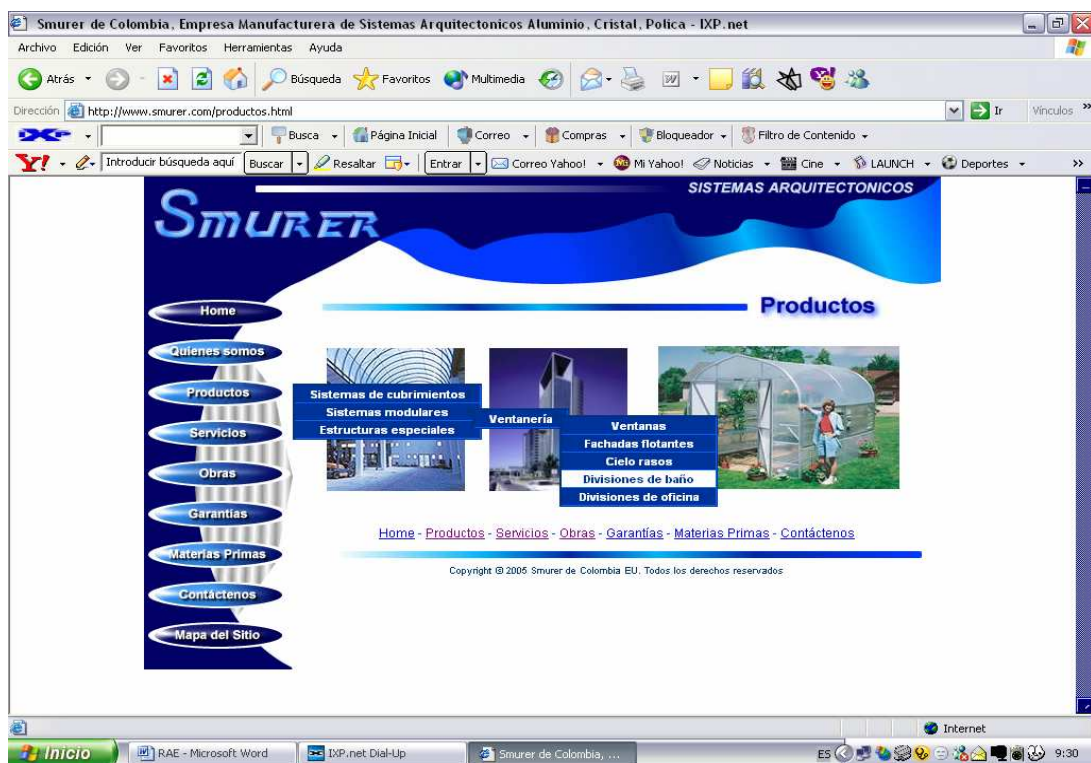 Smurer de Colombia, Empresa Manufacturera de Sistemas Arquitectonicos Aluminio, Cristal, Polica - IXP.net
Archivo Edición Ver Favoritos Herramientas Ayuda
Atrás Búsqueda Favoritos Multimedia
Dirección http://www.smurer.com/productos.html Ir Vínculos »
Busca Página Inicial Correo Compras Bloqueador Filtro de Contenido
Y! Introducir búsqueda aquí Buscar Resaltar Entrar Correo Yahoo! Mi Yahoo! Noticias Cine LAUNCH Deportes »
SISTEMAS ARQUITECTONICOS
SMURER
Productos
Home
Quienes somos
Productos
Servicios
Obras
Garantías
Materias Primas
Contáctenos
Mapa del Sitio
Sistemas de cubrimientos
Sistemas modulares
Estructuras especiales
Ventanería
Ventanas
Fachadas flotantes
Cielo rasos
Divisiones de baño
Divisiones de oficina
Home - Productos - Servicios - Obras - Garantías - Materias Primas - Contáctenos
Copyright © 2005 Smurer de Colombia EU. Todos los derechos reservados
Internet
Inicio RAE - Microsoft Word IXP.net Dial-Up Smurer de Colombia, ... ES 9:30